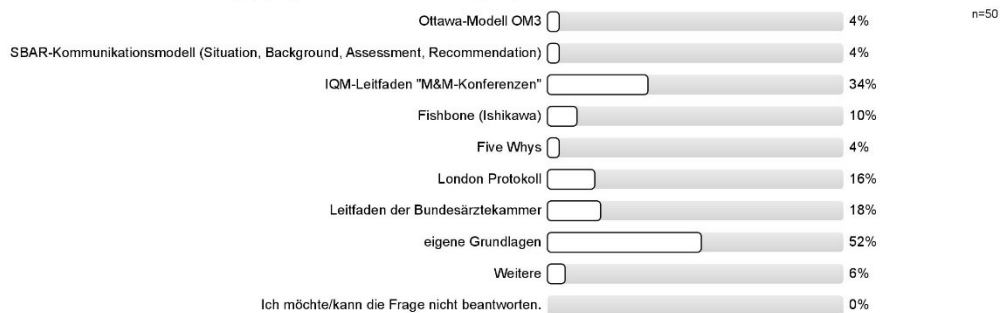 Ottawa-Modell OM3 4% n=50
SBAR-Kommunikationsmodell (Situation, Background, Assessment, Recommendation) 4%
IQM-Leitfaden "M&M-Konferenzen" 34%
Fishbone (Ishikawa) 10%
Five Whys 4%
London Protokoll 16%
Leitfaden der Bundesärztekammer 18%
eigene Grundlagen 52%
Weitere 6%
Ich möchte/kann die Frage nicht beantworten. 0%